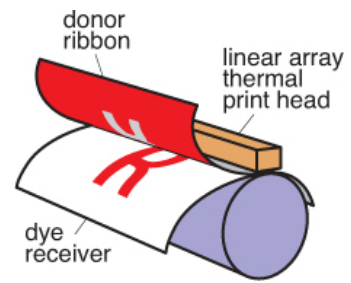 donor
ribbon
linear array
thermal
print head
dye
receiver